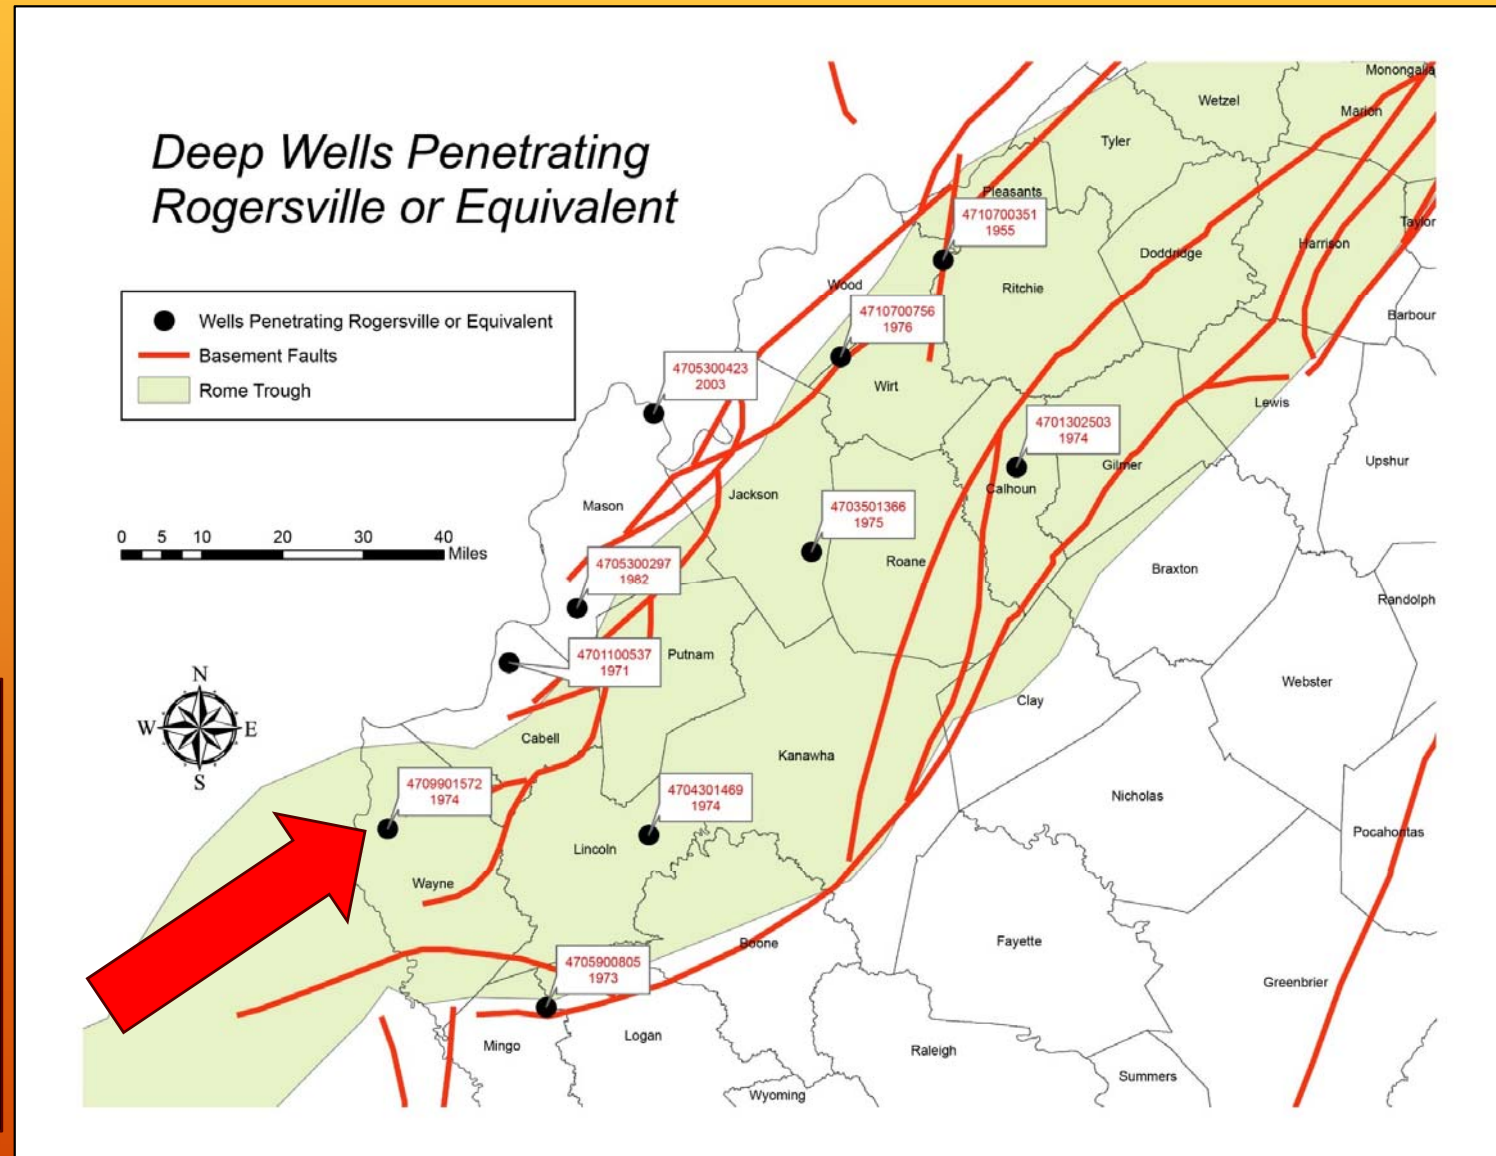 Deep Wells Penetrating
Rogersville or Equivalent
Wells Penetrating Rogersville or Equivalent
Basement Faults
Rome Trough
0 5 10 20 30 40
Miles
N
W E
S
Monongalia
Wetzel
Marion
Tyler
Pleasants
4710700351
1955
Taylor
Harrison
Doddridge
Wood
Ritchie
4710700756
1976
Barbour
4705300423
2003
Wirt
Lewis
4701302503
1974
Gilmer
Upshur
Calhoun
Jackson
Mason
4703501366
1975
Roane
4705300297
1982
Braxton
Randolph
4701100537
1971
Putnam
Webster
Clay
Cabell
Kanawha
4709901572
1974
4704301469
1974
Nicholas
Pocahontas
Lincoln
Wayne
Boone
Fayette
4705900805
1973
Greenbrier
Mingo
Logan
Raleigh
Summers
Wyoming